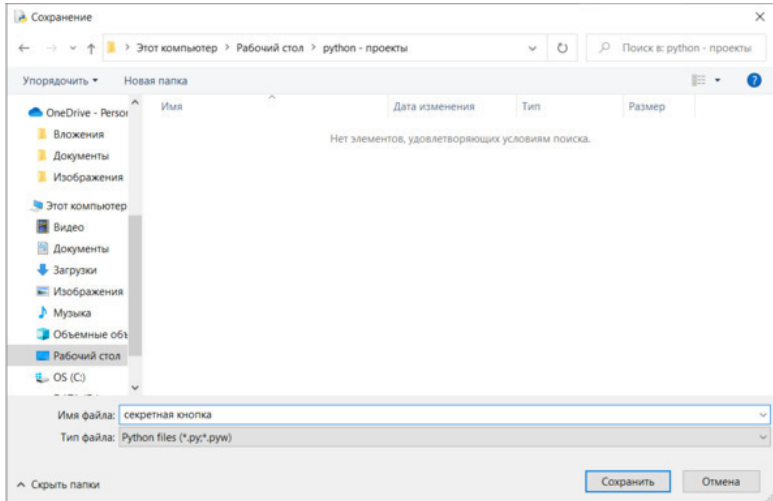 Сохранение
Этот компьютер > Рабочий стол > python - проекты
Поиск в: python - проекты
Упорядочить
Новая папка
Имя
Дата изменения
Тип
Размер
Нет элементов, удовлетворяющих условиям поиска.
OneDrive - Person
Вложения
Документы
Изображения
Этот компьютер
Видео
Документы
Загрузки
Изображения
Музыка
Объемные объ
Рабочий стол
OS (C:)
Имя файла: секретная кнопка
Тип файла: Python files (*.py;*.pyw)
Скрыть папки
Сохранить
Отмена